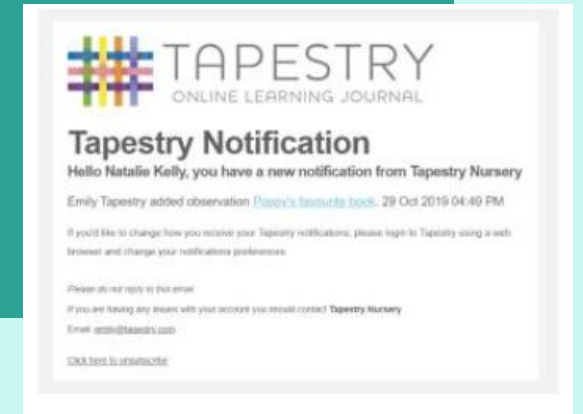 TAPESTRY
ONLINE LEARNING JOURNAL
Tapestry Notification
Hello Natalie Kelly, you have a new notification from Tapestry Nursery
Emily Tapestry added observation Poppy's favourite book. 29 Oct 2019 04:49 PM
If you'd like to change how you receive your Tapestry notifications, please login to Tapestry using a web
browser and change your notifications preferences.
Please do not reply to this email
If you are having any issues with your account you should contact Tapestry Nursery
Email emily@tapestry.com
Click here to unsubscribe